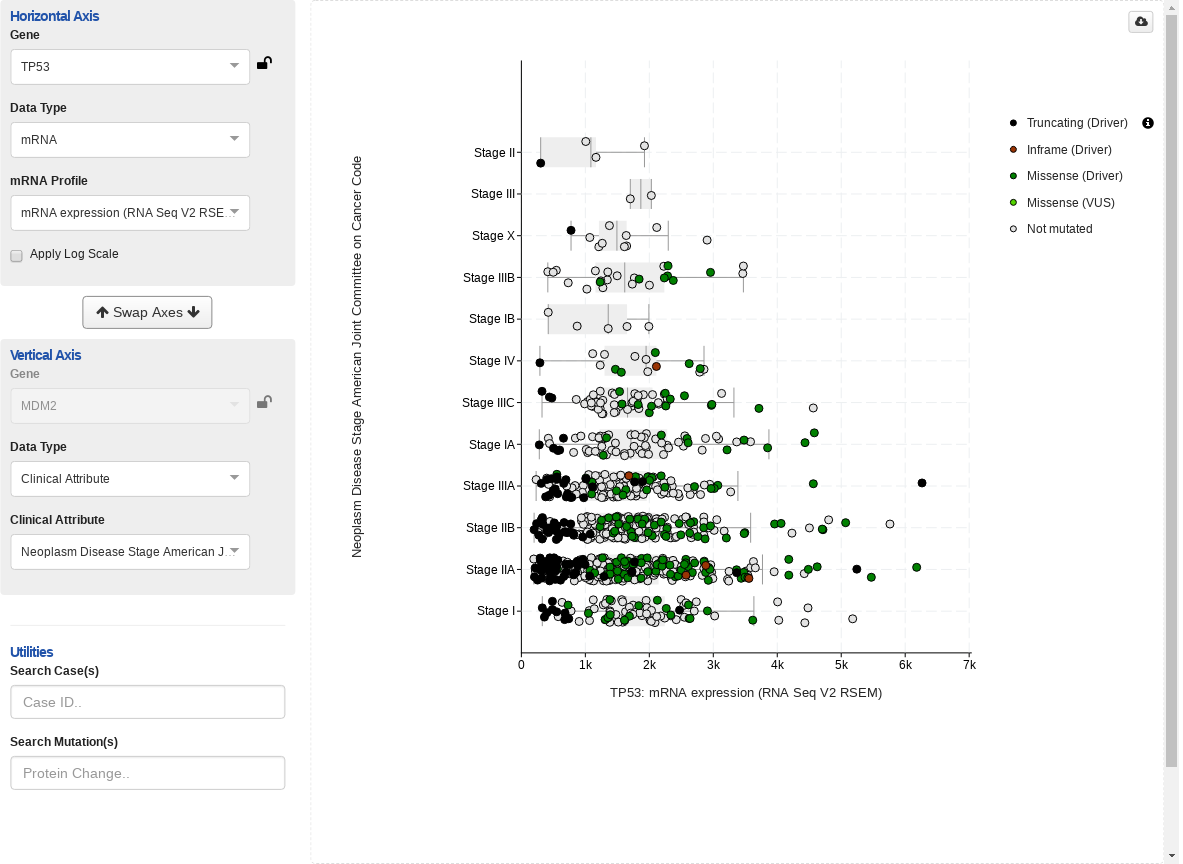 Horizontal Axis
Gene
TP53
Data Type
mRNA
mRNA Profile
mRNA expression (RNA Seq V2 RSE...
Apply Log Scale
Swap Axes
Vertical Axis
Gene
MDM2
Data Type
Clinical Attribute
Clinical Attribute
Neoplasm Disease Stage American J...
Utilities
Search Case(s)
Case ID..
Search Mutation(s)
Protein Change..
Neoplasm Disease Stage American Joint Committee on Cancer Code
Stage II
Stage III
Stage X
Stage IIIB
Stage IB
Stage IV
Stage IIIC
Stage IA
Stage IIIA
Stage IIB
Stage IIA
Stage I
0 1k 2k 3k 4k 5k 6k 7k
TP53: mRNA expression (RNA Seq V2 RSEM)
Truncating (Driver)
Inframe (Driver)
Missense (Driver)
Missense (VUS)
Not mutated